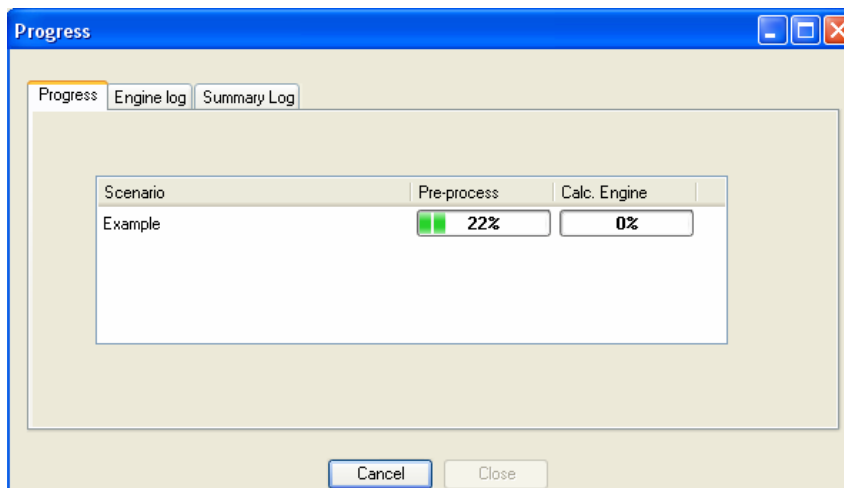 Progress
Progress Engine log Summary Log
Scenario Pre-process Calc. Engine
Example 22% 0%
Cancel Close